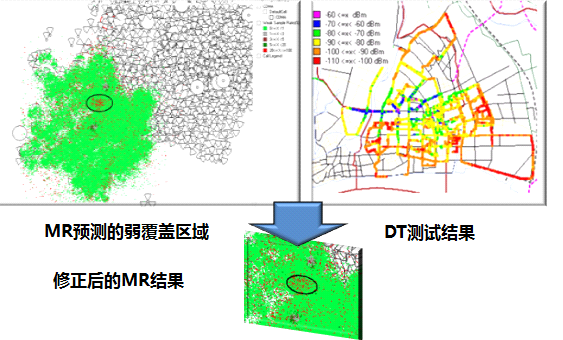 -60 <=x dBm
-70 <=x< -60 dBm
-80 <=x< -70 dBm
-90 <=x< -80 dBm
-100 <=x< -90 dBm
-110 <=x< -100 dBm
MR预测的弱覆盖区域
DT测试结果
修正后的MR结果